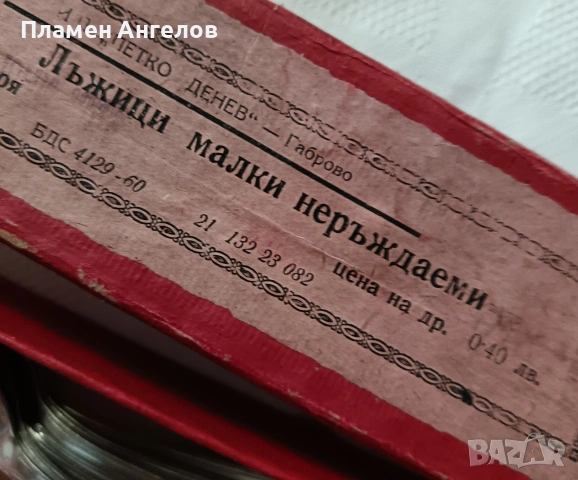 Пламен Ангелов
„ПЕТКО ДЕНЕВ“ — Габрово
Лъжици малки неръждаеми
БДС 4129-60 21 132 23 082 цена на др. 0·40 лв.
BAZAR